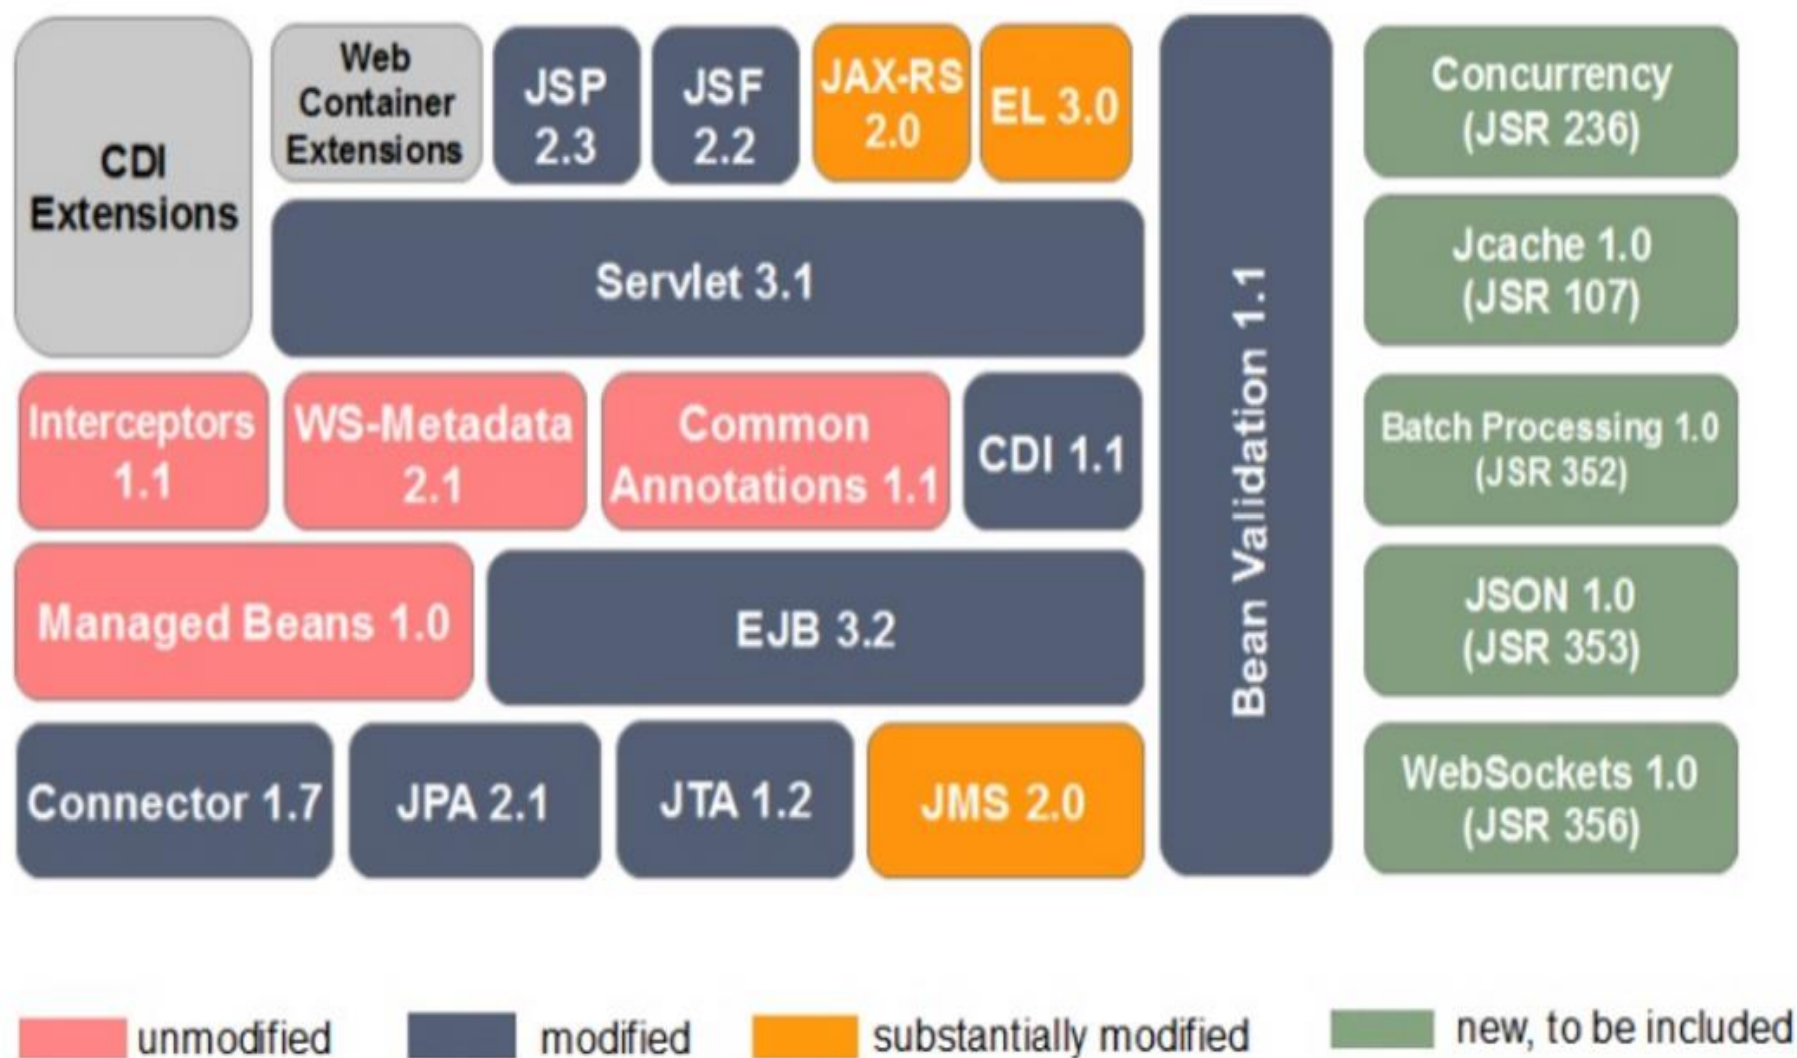 CDI
Extensions
Web
Container
Extensions
JSP
2.3
JSF
2.2
JAX-RS
2.0
EL 3.0
Servlet 3.1
Interceptors
1.1
WS-Metadata
2.1
Common
Annotations 1.1
CDI 1.1
Managed Beans 1.0
EJB 3.2
Connector 1.7
JPA 2.1
JTA 1.2
JMS 2.0
Bean Validation 1.1
Concurrency
(JSR 236)
Jcache 1.0
(JSR 107)
Batch Processing 1.0
(JSR 352)
JSON 1.0
(JSR 353)
WebSockets 1.0
(JSR 356)
unmodified
modified
substantially modified
new, to be included